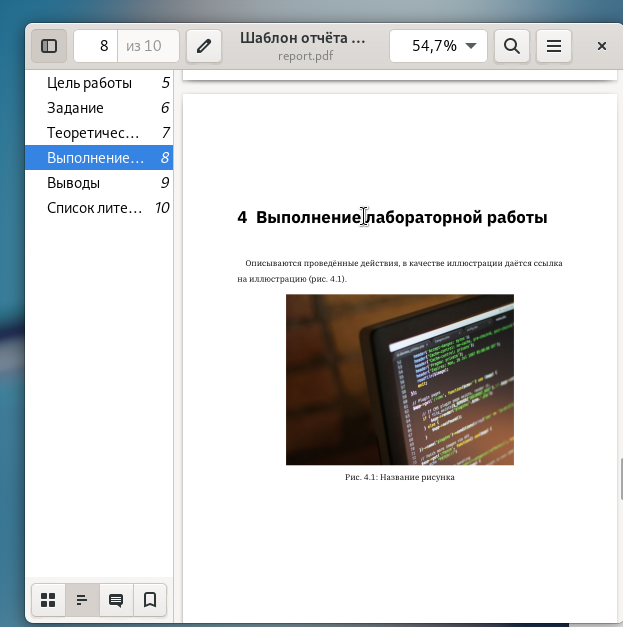 8 из 10
Шаблон отчёта ...
report.pdf
54,7%
Цель работы 5
Задание 6
Теоретичес... 7
Выполнение... 8
Выводы 9
Список лите... 10
4 Выполнение лабораторной работы
Описываются проведённые действия, в качестве иллюстрации даётся ссылка
на иллюстрацию (рис. 4.1).
Рис. 4.1: Название рисунка